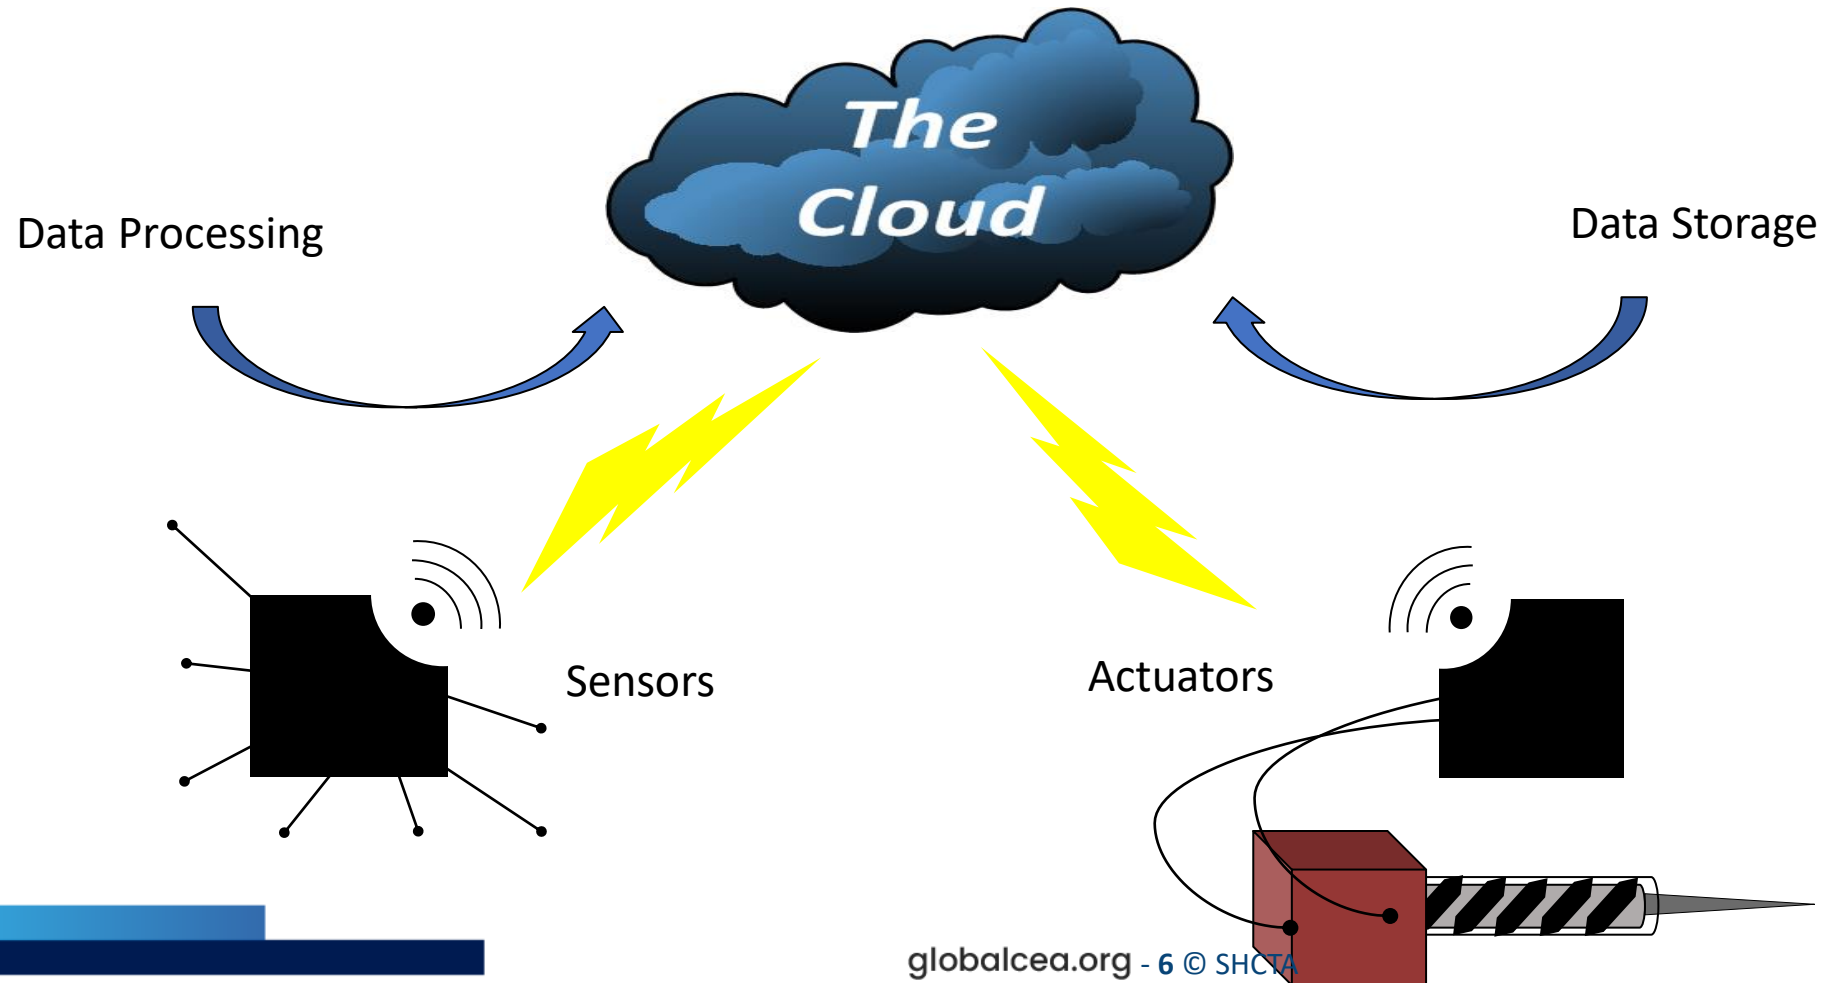 The
Cloud
Data Processing
Data Storage
Sensors
Actuators
globalcea.org - 6 © SHCTA